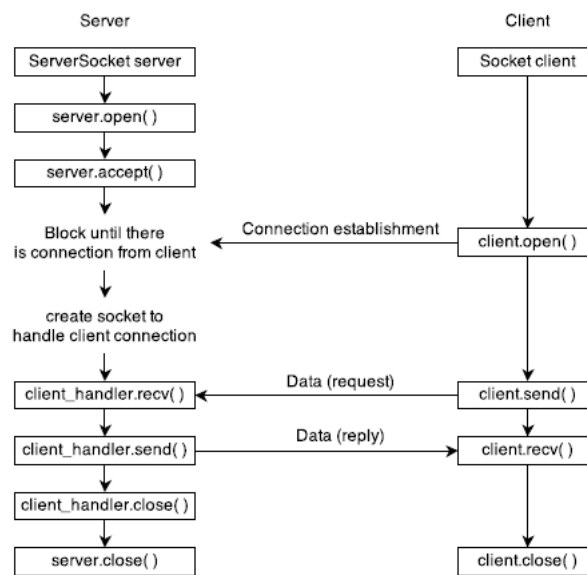 Server
Client
ServerSocket server
Socket client
server.open( )
server.accept( )
Block until there
is connection from client
Connection establishment
client.open( )
create socket to
handle client connection
client_handler.recv( )
Data (request)
client.send( )
client_handler.send( )
Data (reply)
client.recv( )
client_handler.close( )
server.close( )
client.close( )